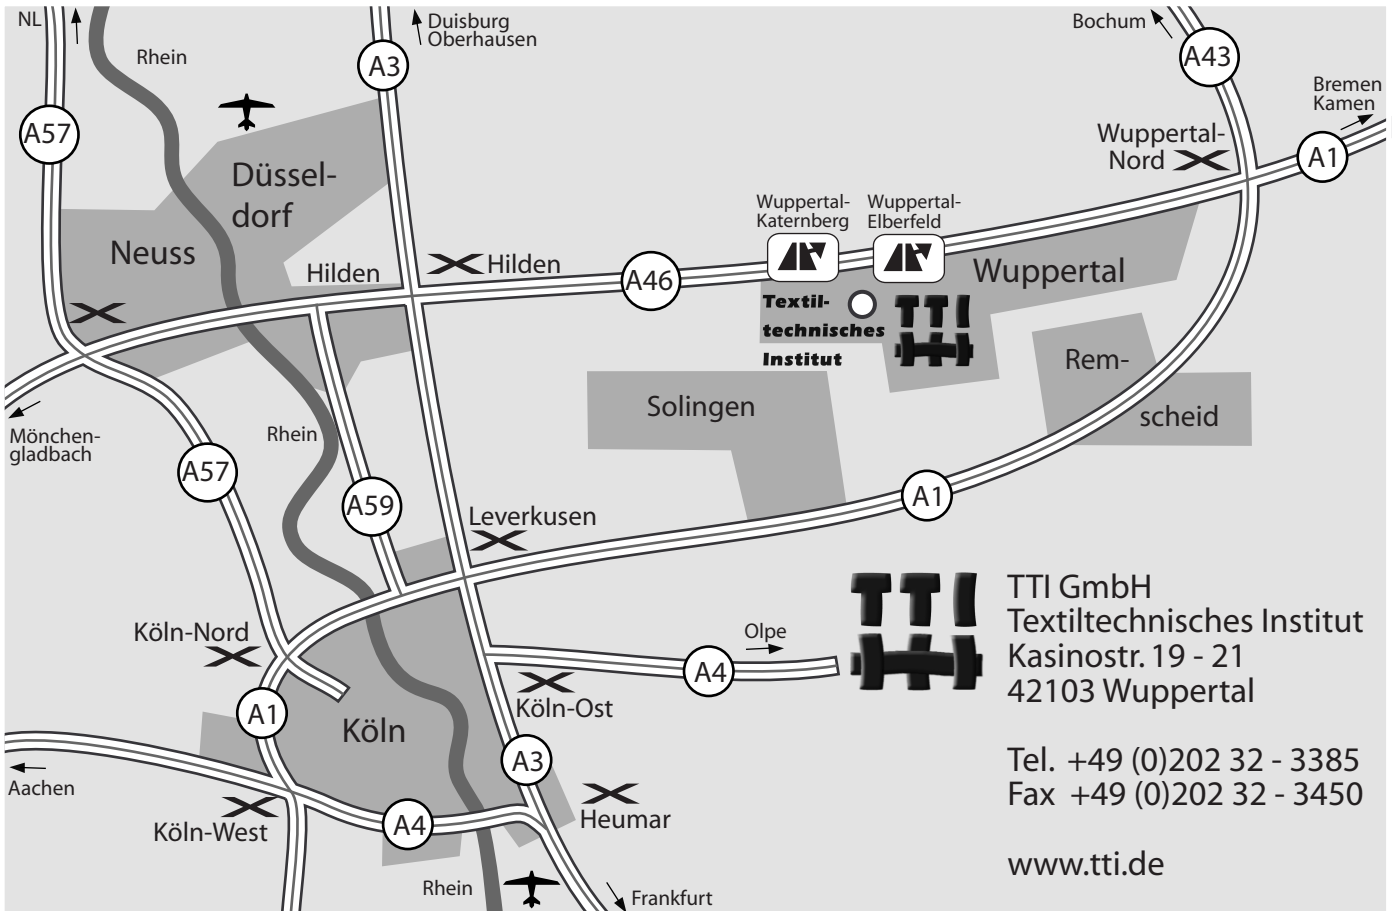 NL
Duisburg
Oberhausen
Bochum
A43
Rhein
A3
Bremen
Kamen
A57
Wuppertal-
Nord
A1
Düssel-
dorf
Wuppertal-
Katernberg
Wuppertal-
Elberfeld
Neuss
Hilden
Hilden
A46
Wuppertal
Textil-
technisches
Institut
TTI
Rem-
scheid
Solingen
Mönchen-
gladbach
Rhein
A57
A59
A1
Leverkusen
Köln-Nord
Olpe
A4
Köln-Ost
A1
Köln
A3
Aachen
Köln-West
A4
Heumar
Rhein
Frankfurt
TTI
TTI GmbH
Textiltechnisches Institut
Kasinostr. 19 - 21
42103 Wuppertal
Tel. +49 (0)202 32 - 3385
Fax +49 (0)202 32 - 3450
www.tti.de